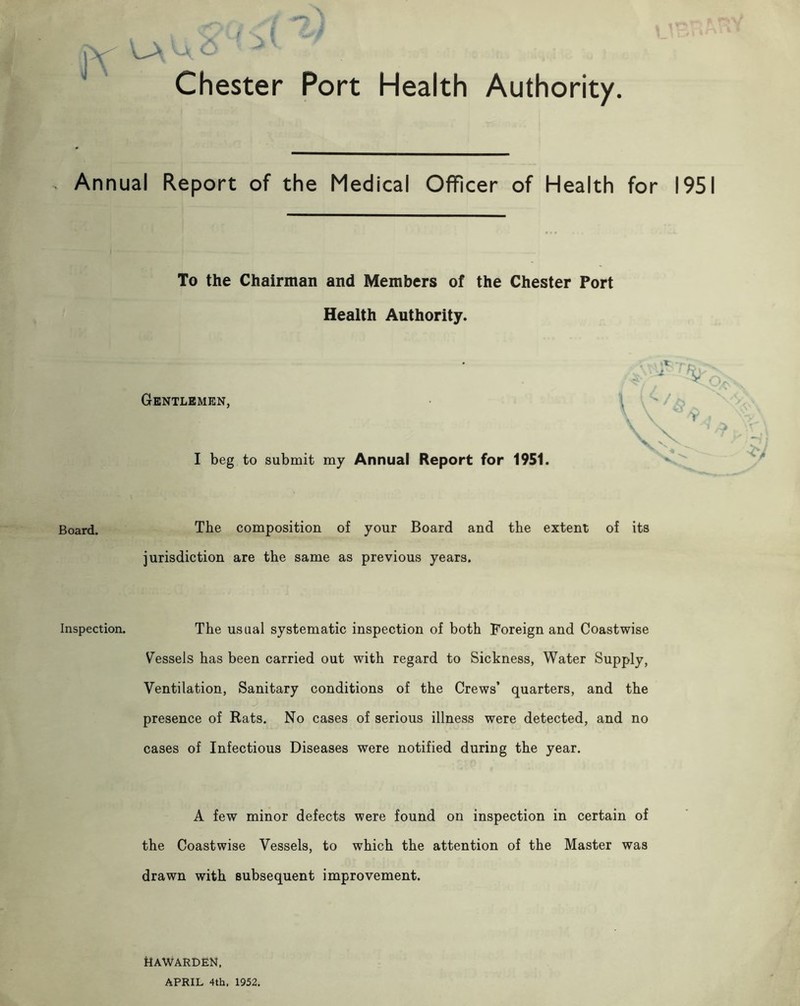 LIBRARY
Chester Port Health Authority.
Annual Report of the Medical Officer of Health for 1951
To the Chairman and Members of the Chester Port
Health Authority.
GENTLEMEN,
I beg to submit my Annual Report for 1951.
Board. The composition of your Board and the extent of its
jurisdiction are the same as previous years.
Inspection. The usual systematic inspection of both Foreign and Coastwise
Vessels has been carried out with regard to Sickness, Water Supply,
Ventilation, Sanitary conditions of the Crews' quarters, and the
presence of Rats. No cases of serious illness were detected, and no
cases of Infectious Diseases were notified during the year.
A few minor defects were found on inspection in certain of
the Coastwise Vessels, to which the attention of the Master was
drawn with subsequent improvement.
HAWARDEN,
APRIL 4th, 1952.